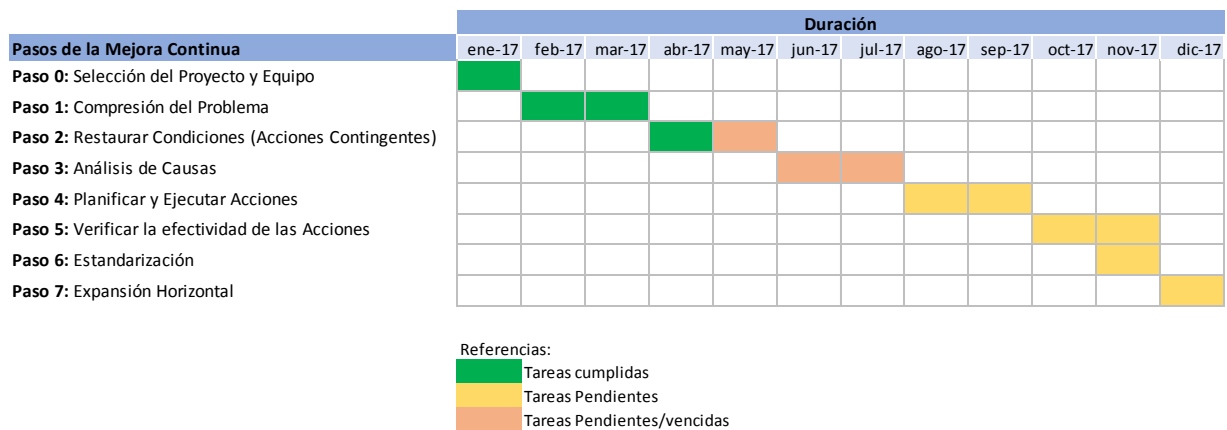 Duración
Pasos de la Mejora Continua ene-17 feb-17 mar-17 abr-17 may-17 jun-17 jul-17 ago-17 sep-17 oct-17 nov-17 dic-17
Paso 0: Selección del Proyecto y Equipo
Paso 1: Compresión del Problema
Paso 2: Restaurar Condiciones (Acciones Contingentes)
Paso 3: Análisis de Causas
Paso 4: Planificar y Ejecutar Acciones
Paso 5: Verificar la efectividad de las Acciones
Paso 6: Estandarización
Paso 7: Expansión Horizontal
Referencias:
Tareas cumplidas
Tareas Pendientes
Tareas Pendientes/vencidas